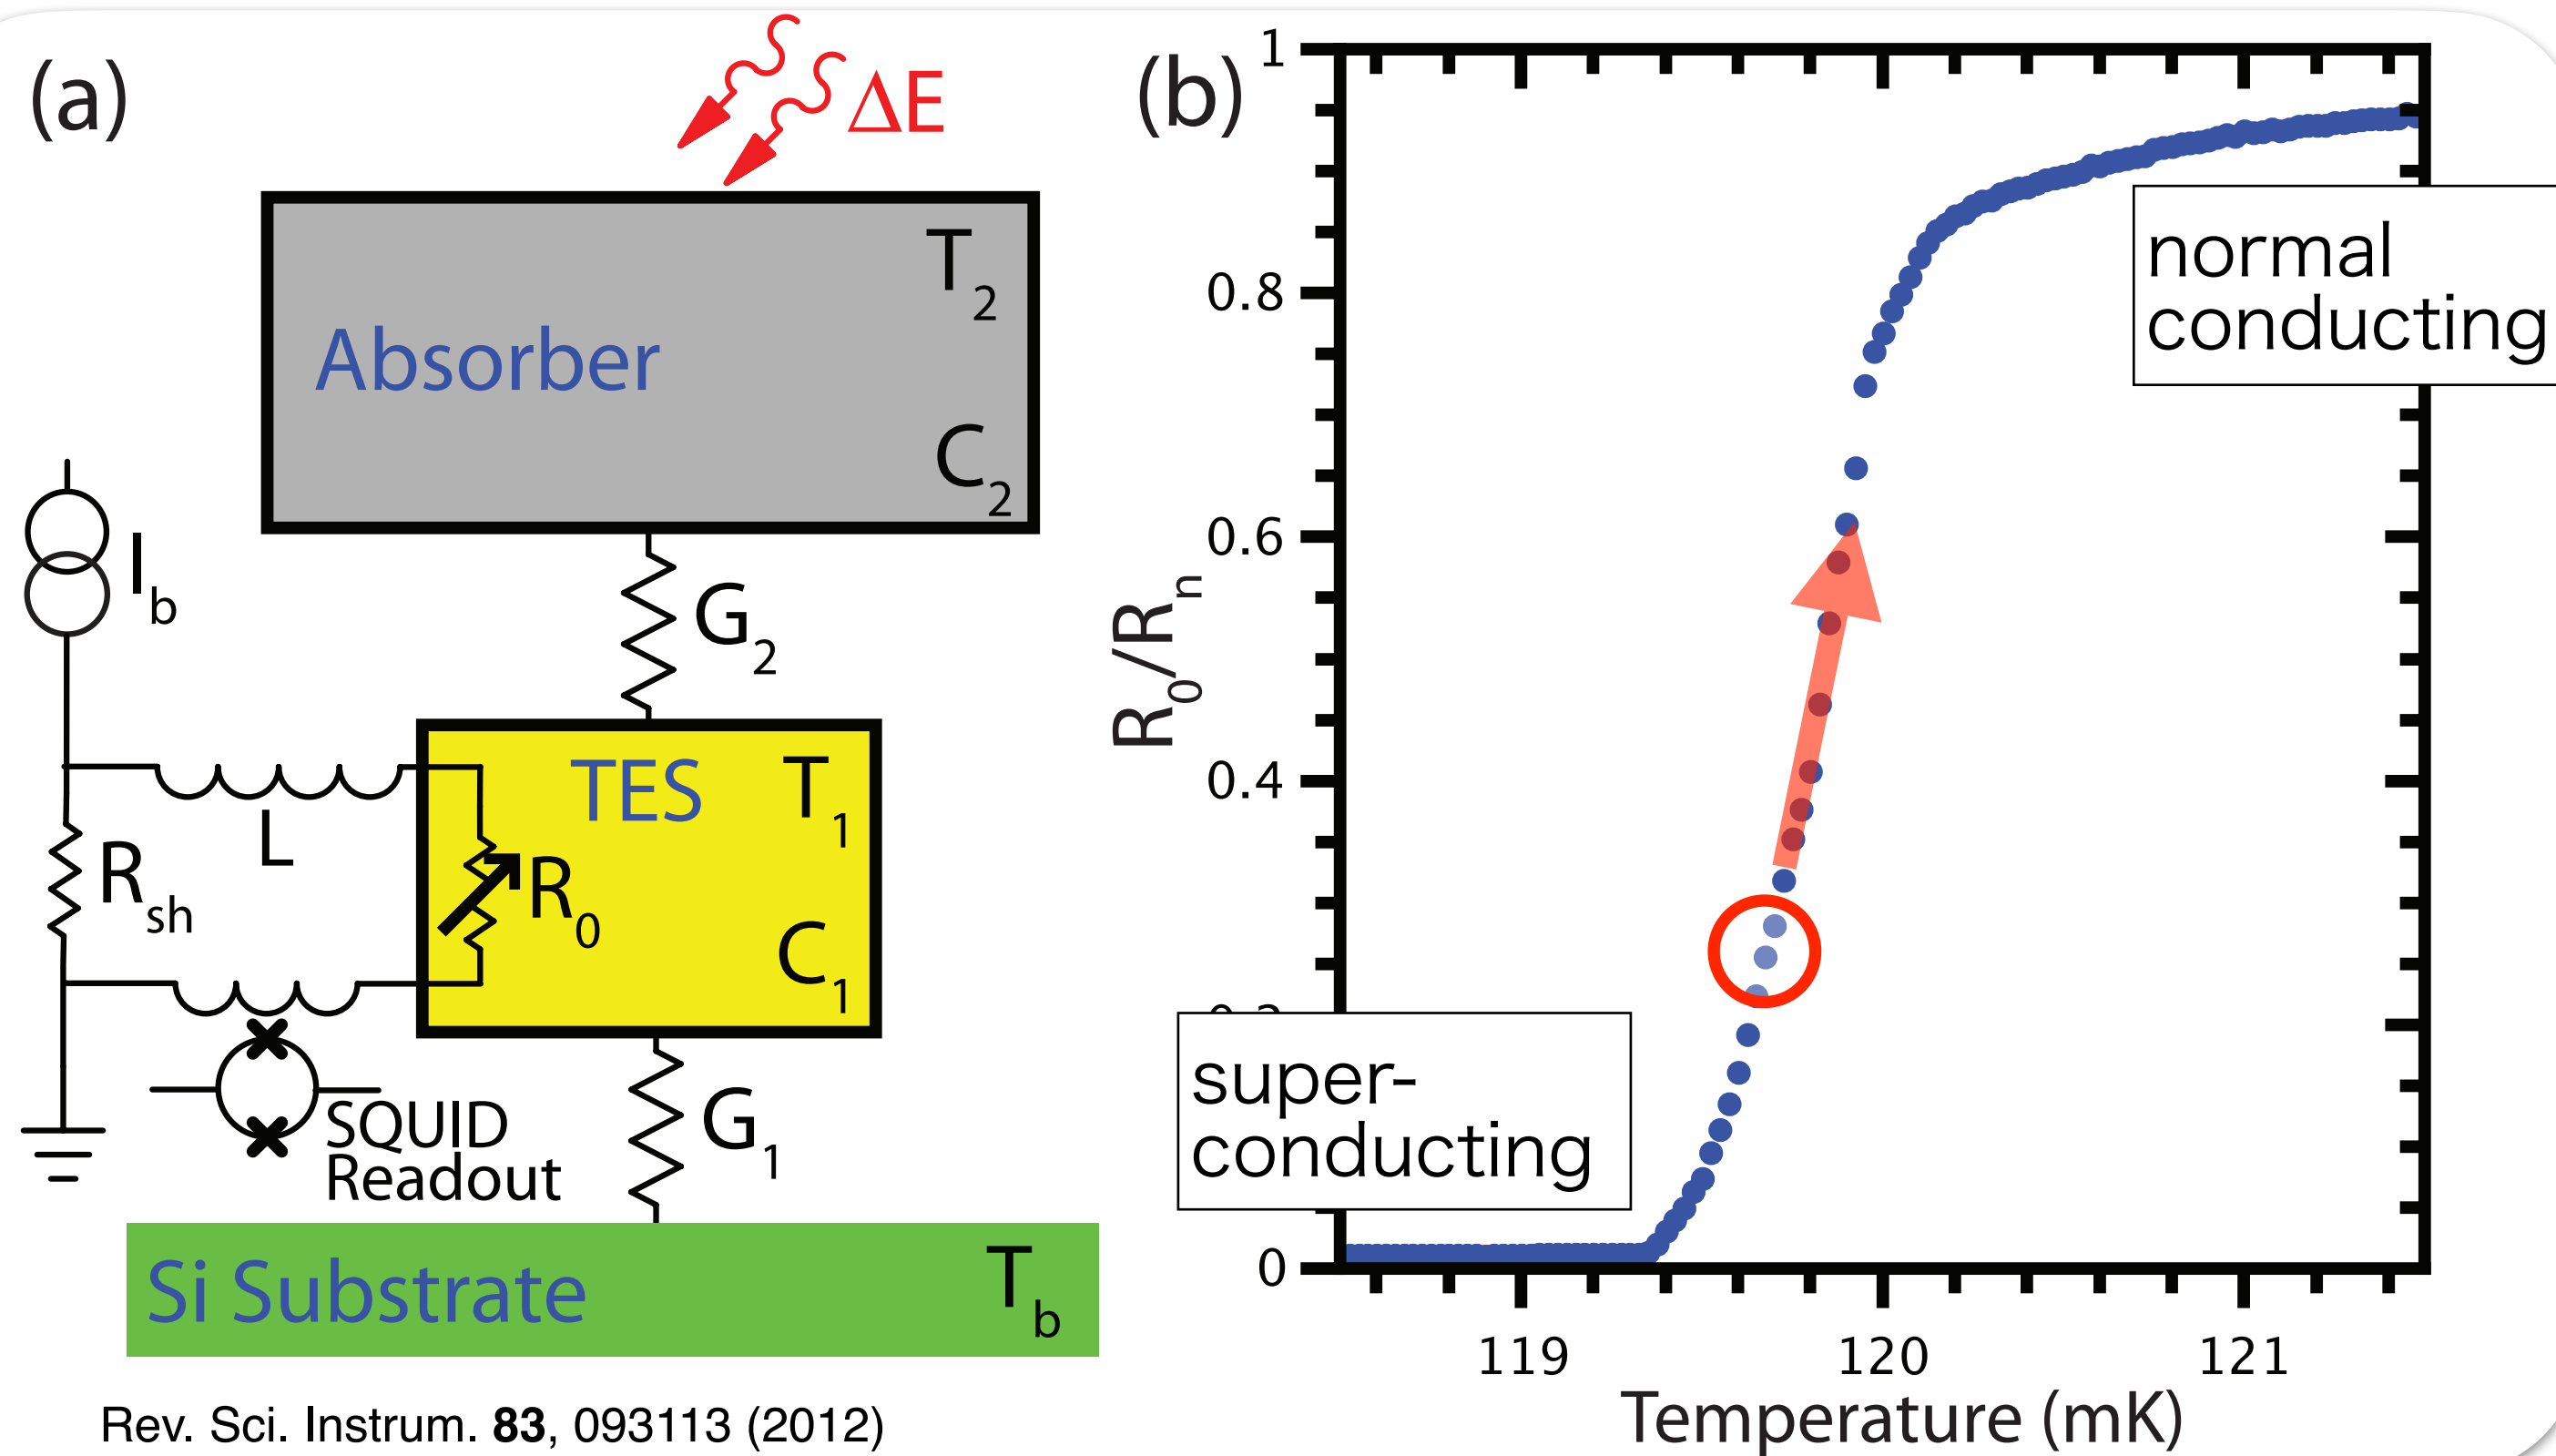 (a)
ΔE
T2
Absorber
C2
Ib
G2
TES
T1
L
Rsh
R0
C1
SQUID
Readout
G1
Si Substrate
Tb
Rev. Sci. Instrum. 83, 093113 (2012)
(b)
1
0.8
0.6
0.4
0
R0/Rn
normal
conducting
super-
conducting
119 120 121
Temperature (mK)